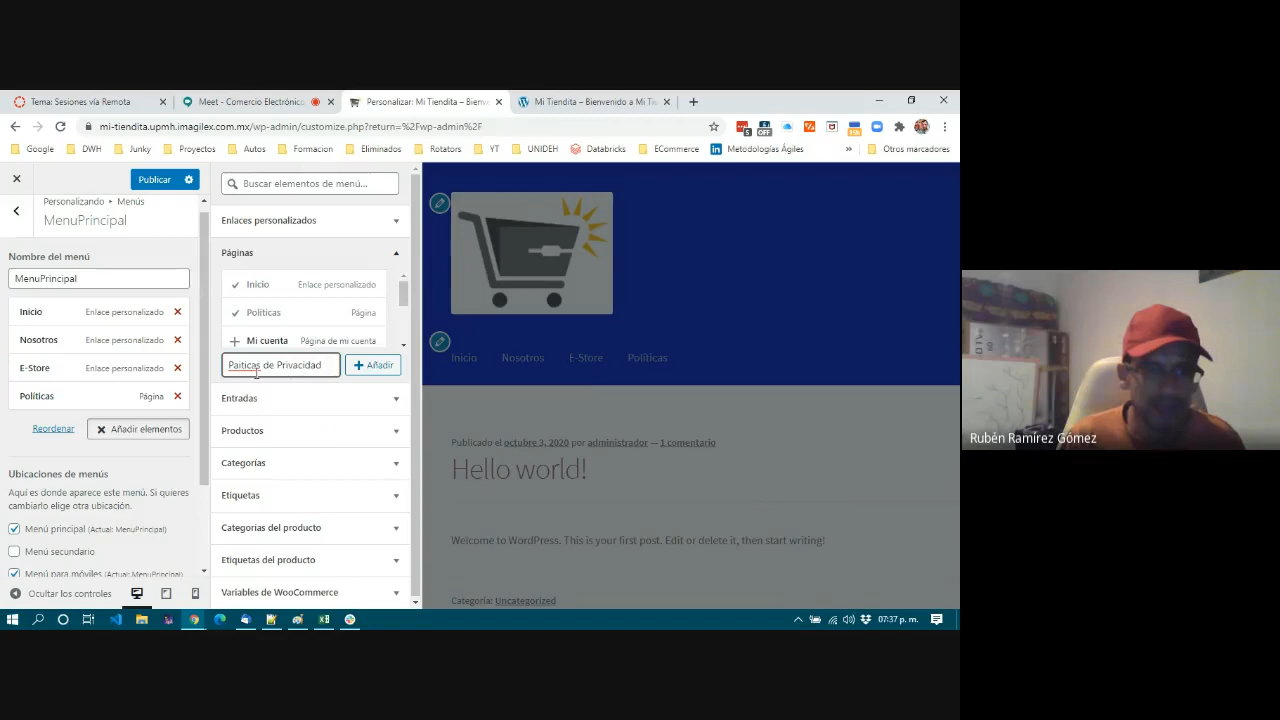 Tema: Sesiones vía Remota
Meet - Comercio Electrónico
Personalizar: Mi Tiendita – Bienv
Mi Tiendita – Bienvenido a Mi Ti
mi-tiendita.upmh.imagilex.com.mx/wp-admin/customize.php?return=%2Fwp-admin%2F
5
OFF
Google
DWH
Junky
Proyectos
Autos
Formacion
Eliminados
Rotators
YT
UNIDEH
Databricks
ECommerce
Metodologías Ágiles
»
Otros marcadores
Publicar
Personalizando ▸ Menús
MenuPrincipal
Nombre del menú
MenuPrincipal
Inicio Enlace personalizado
Nosotros Enlace personalizado
E-Store Enlace personalizado
Políticas Página
Reordenar
Añadir elementos
Ubicaciones de menús
Aquí es donde aparece este menú. Si quieres
cambiarlo elige otra ubicación.
Menú principal (Actual: MenuPrincipal)
Menú secundario
Menú para móviles (Actual: MenuPrincipal)
Ocultar los controles
Buscar elementos de menú...
Enlaces personalizados
Páginas
Inicio Enlace personalizado
Políticas Página
Mi cuenta Página de mi cuenta
Paiticas de Privacidad
Añadir
Entradas
Productos
Categorías
Etiquetas
Categorías del producto
Etiquetas del producto
Variables de WooCommerce
Inicio Nosotros E-Store Políticas
Publicado el octubre 3, 2020 por administrador — 1 comentario
Hello world!
Welcome to WordPress. This is your first post. Edit or delete it, then start writing!
Categoría: Uncategorized
07:37 p. m.
Rubén Ramírez Gómez